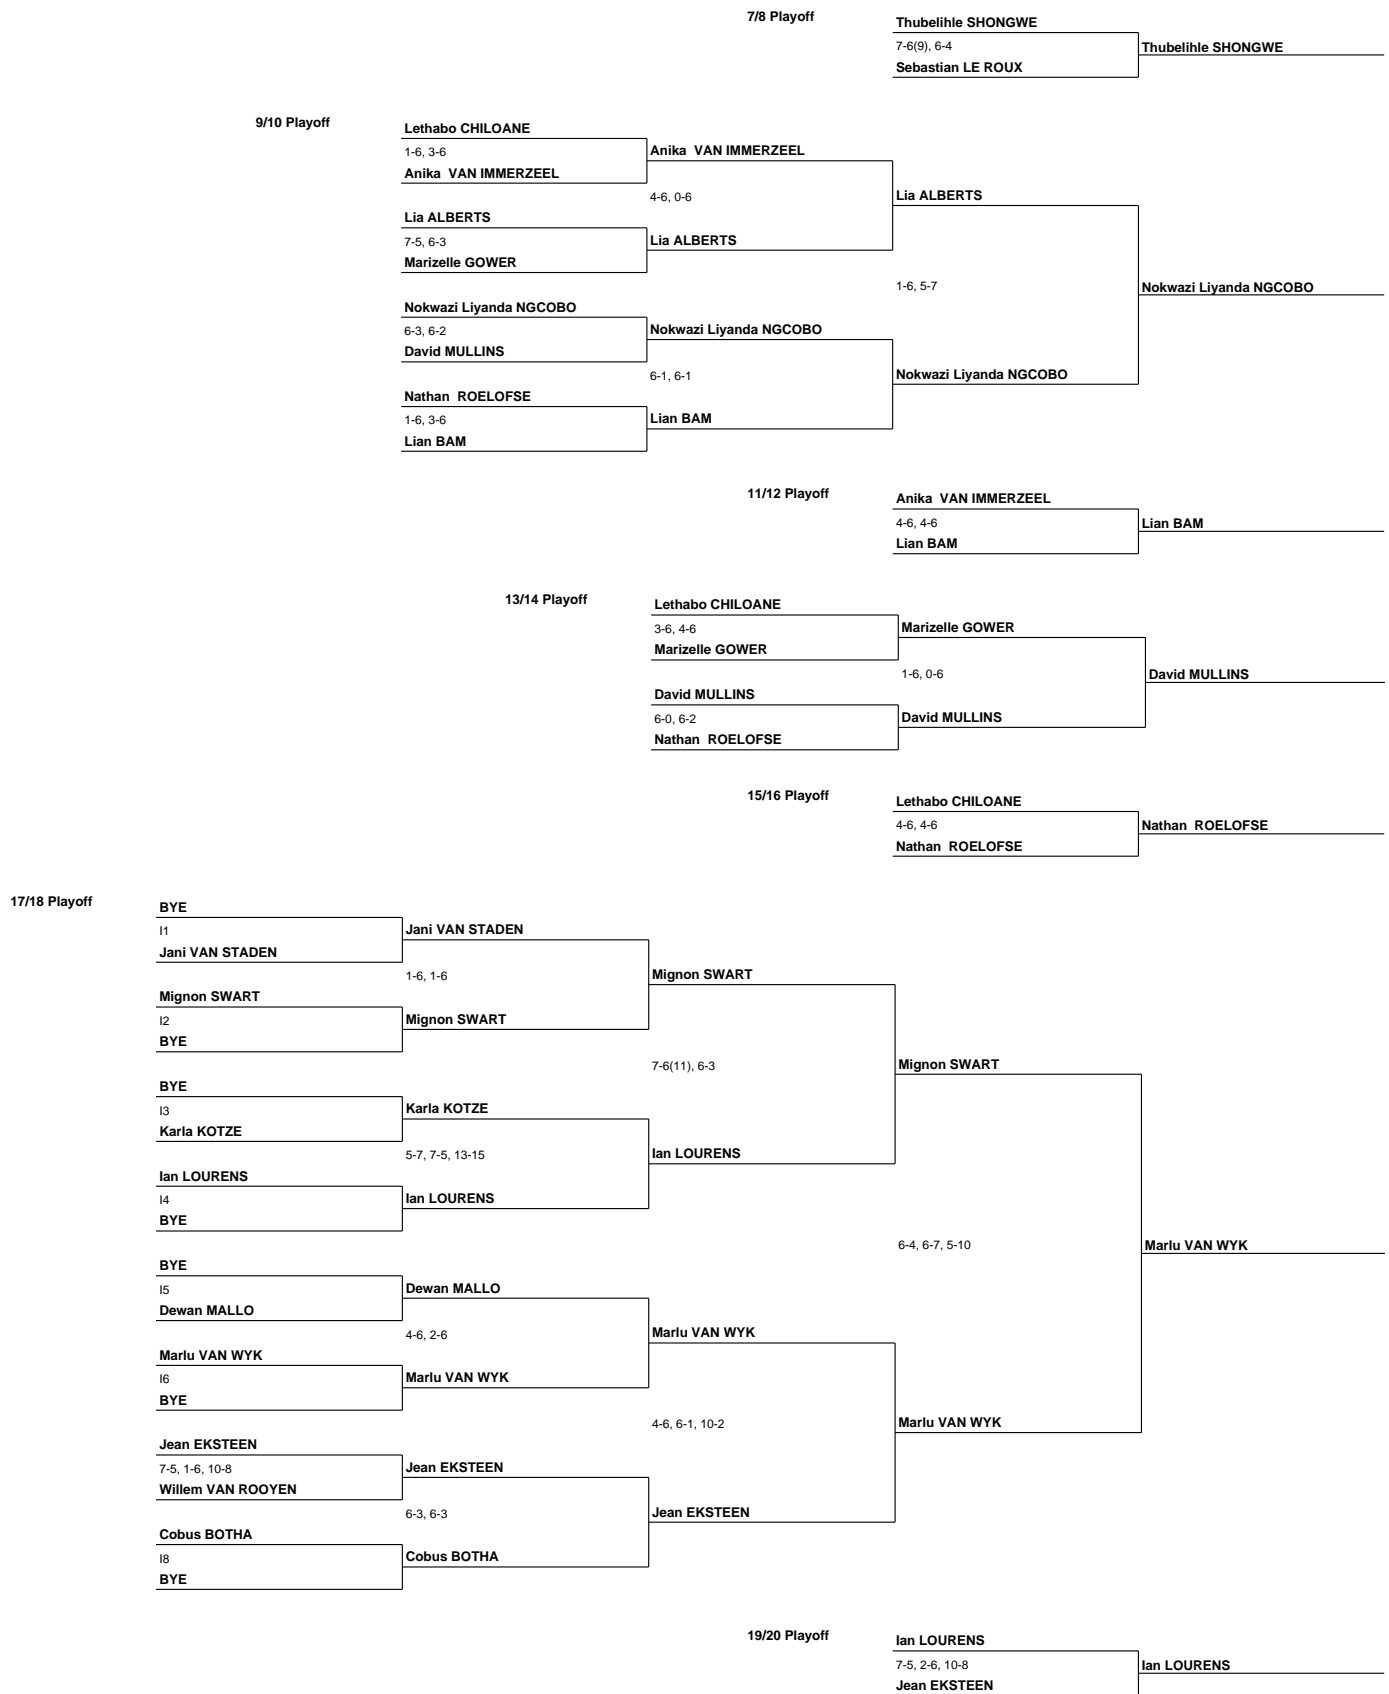 7/8 Playoff
Thubelihle SHONGWE
7-6(9), 6-4
Thubelihle SHONGWE
Sebastian LE ROUX
9/10 Playoff
Lethabo CHILOANE
1-6, 3-6
Anika VAN IMMERZEEL
Anika VAN IMMERZEEL
4-6, 0-6
Lia ALBERTS
Lia ALBERTS
7-5, 6-3
Lia ALBERTS
Marizelle GOWER
1-6, 5-7
Nokwazi Liyanda NGCOBO
Nokwazi Liyanda NGCOBO
6-3, 6-2
Nokwazi Liyanda NGCOBO
David MULLINS
6-1, 6-1
Nokwazi Liyanda NGCOBO
Nathan ROELOFSE
1-6, 3-6
Lian BAM
Lian BAM
11/12 Playoff
Anika VAN IMMERZEEL
4-6, 4-6
Lian BAM
Lian BAM
13/14 Playoff
Lethabo CHILOANE
3-6, 4-6
Marizelle GOWER
Marizelle GOWER
1-6, 0-6
David MULLINS
David MULLINS
6-0, 6-2
David MULLINS
Nathan ROELOFSE
15/16 Playoff
Lethabo CHILOANE
4-6, 4-6
Nathan ROELOFSE
Nathan ROELOFSE
17/18 Playoff
BYE
I1
Jani VAN STADEN
Jani VAN STADEN
1-6, 1-6
Mignon SWART
Mignon SWART
I2
Mignon SWART
BYE
7-6(11), 6-3
Mignon SWART
BYE
I3
Karla KOTZE
Karla KOTZE
5-7, 7-5, 13-15
Ian LOURENS
Ian LOURENS
I4
Ian LOURENS
BYE
6-4, 6-7, 5-10
Marlu VAN WYK
BYE
I5
Dewan MALLO
Dewan MALLO
4-6, 2-6
Marlu VAN WYK
Marlu VAN WYK
I6
Marlu VAN WYK
BYE
4-6, 6-1, 10-2
Marlu VAN WYK
Jean EKSTEEN
7-5, 1-6, 10-8
Jean EKSTEEN
Willem VAN ROOYEN
6-3, 6-3
Jean EKSTEEN
Cobus BOTHA
I8
Cobus BOTHA
BYE
19/20 Playoff
Ian LOURENS
7-5, 2-6, 10-8
Ian LOURENS
Jean EKSTEEN